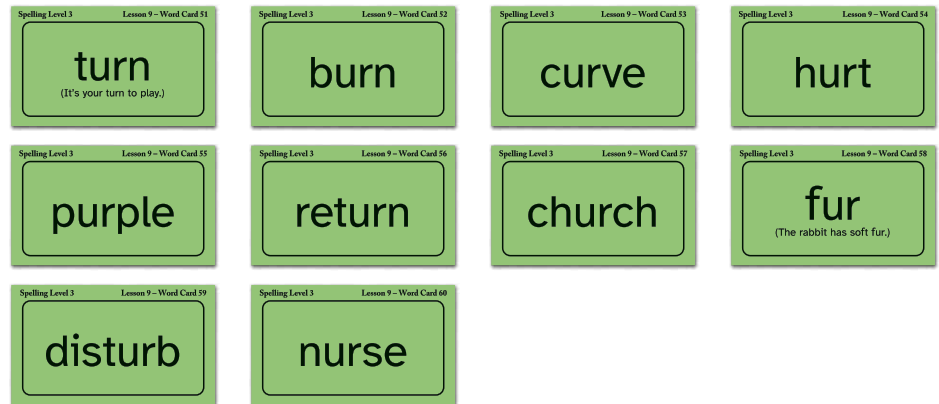 Spelling Level 3 Lesson 9 – Word Card 51
turn
(It's your turn to play.)
Spelling Level 3 Lesson 9 – Word Card 52
burn
Spelling Level 3 Lesson 9 – Word Card 53
curve
Spelling Level 3 Lesson 9 – Word Card 54
hurt
Spelling Level 3 Lesson 9 – Word Card 55
purple
Spelling Level 3 Lesson 9 – Word Card 56
return
Spelling Level 3 Lesson 9 – Word Card 57
church
Spelling Level 3 Lesson 9 – Word Card 58
fur
(The rabbit has soft fur.)
Spelling Level 3 Lesson 9 – Word Card 59
disturb
Spelling Level 3 Lesson 9 – Word Card 60
nurse